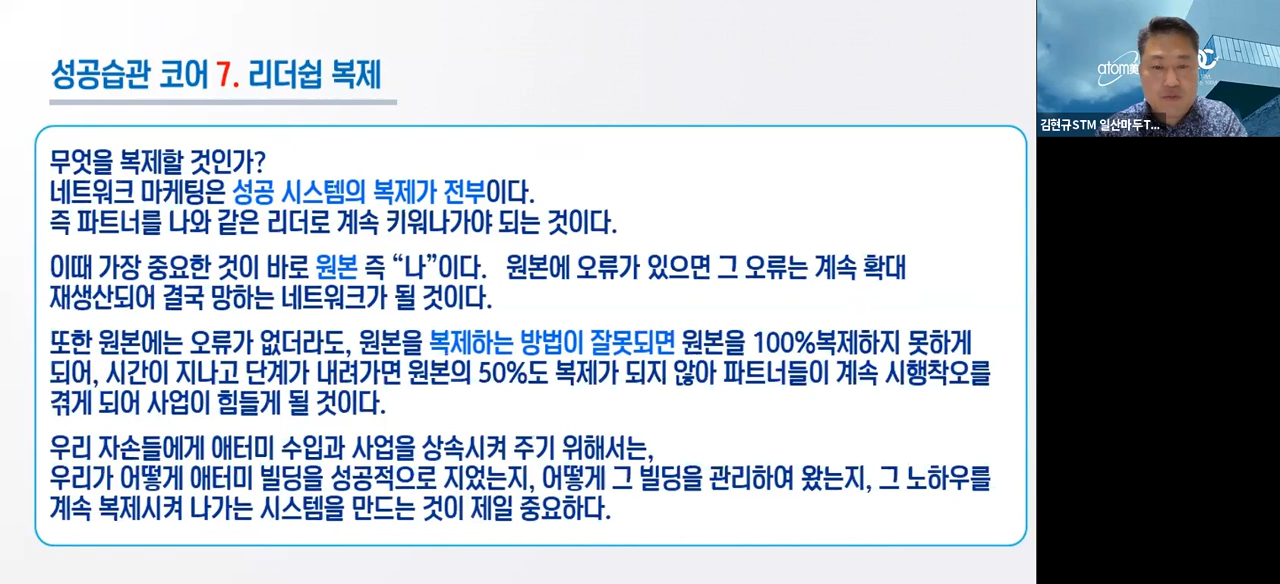 성공습관 코어 7. 리더쉽 복제
무엇을 복제할 것인가?
네트워크 마케팅은 성공 시스템의 복제가 전부이다.
즉 파트너를 나와 같은 리더로 계속 키워나가야 되는 것이다.
이때 가장 중요한 것이 바로 원본 즉 “나”이다. 원본에 오류가 있으면 그 오류는 계속 확대
재생산되어 결국 망하는 네트워크가 될 것이다.
또한 원본에는 오류가 없더라도, 원본을 복제하는 방법이 잘못되면 원본을 100%복제하지 못하게
되어, 시간이 지나고 단계가 내려가면 원본의 50%도 복제가 되지 않아 파트너들이 계속 시행착오를
겪게 되어 사업이 힘들게 될 것이다.
우리 자손들에게 애터미 수입과 사업을 상속시켜 주기 위해서는,
우리가 어떻게 애터미 빌딩을 성공적으로 지었는지, 어떻게 그 빌딩을 관리하여 왔는지, 그 노하우를
계속 복제시켜 나가는 시스템을 만드는 것이 제일 중요하다.
atom美
김현규STM 일산마두T...